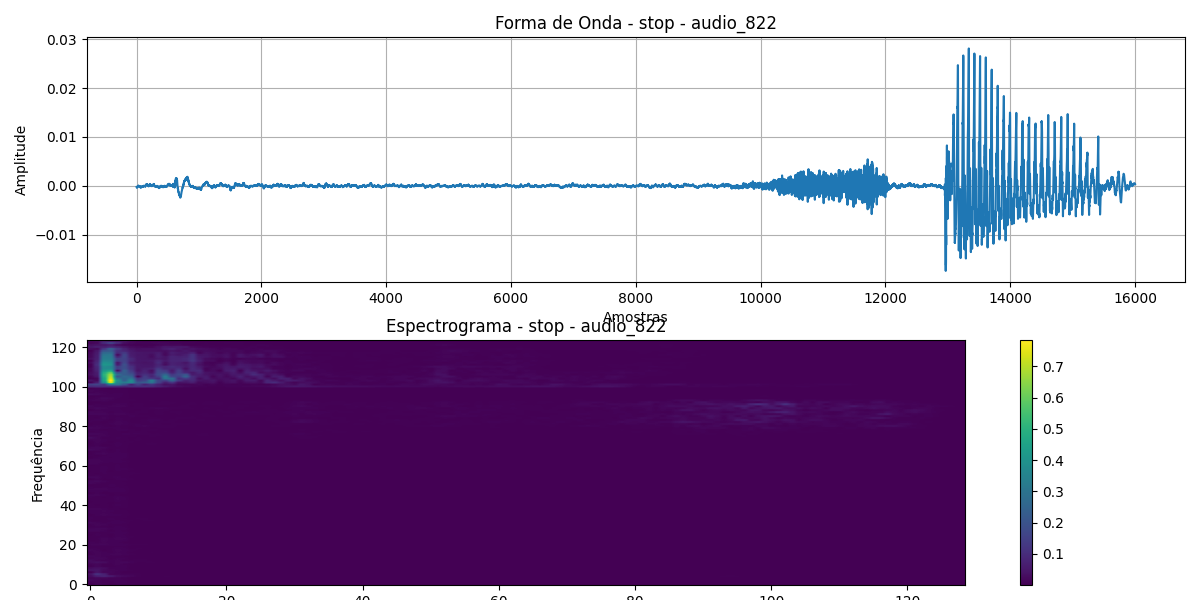 Forma de Onda - stop - audio_822
Amplitude
0.03
0.02
0.01
0.00
−0.01
0 2000 4000 6000 8000 10000 12000 14000 16000
Amostras
Espectrograma - stop - audio_822
Frequência
120
100
80
60
40
20
0
0 20 40 60 80 100 120
0.7
0.6
0.5
0.4
0.3
0.2
0.1